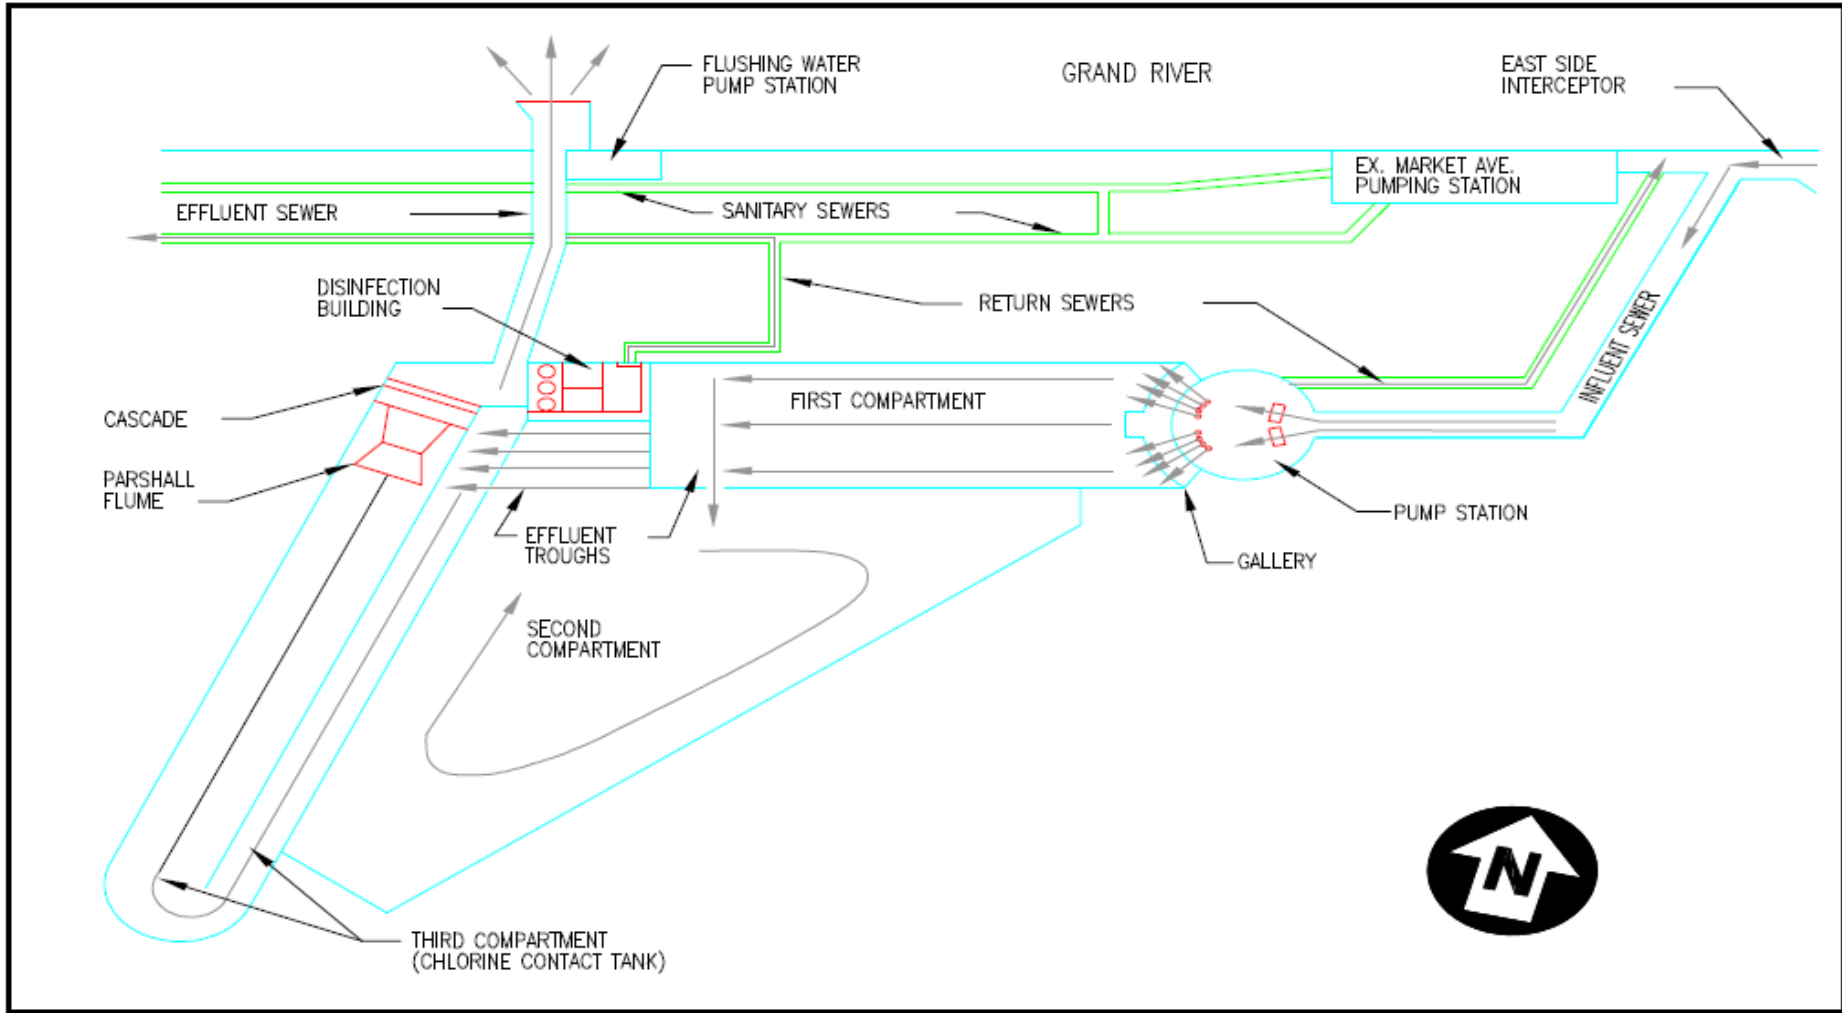 FLUSHING WATER
PUMP STATION
GRAND RIVER
EAST SIDE
INTERCEPTOR
EX. MARKET AVE.
PUMPING STATION
EFFLUENT SEWER
SANITARY SEWERS
DISINFECTION
BUILDING
RETURN SEWERS
INFLUENT SEWER
CASCADE
FIRST COMPARTMENT
PARSHALL
FLUME
EFFLUENT
TROUGHS
PUMP STATION
GALLERY
SECOND
COMPARTMENT
N
THIRD COMPARTMENT
(CHLORINE CONTACT TANK)